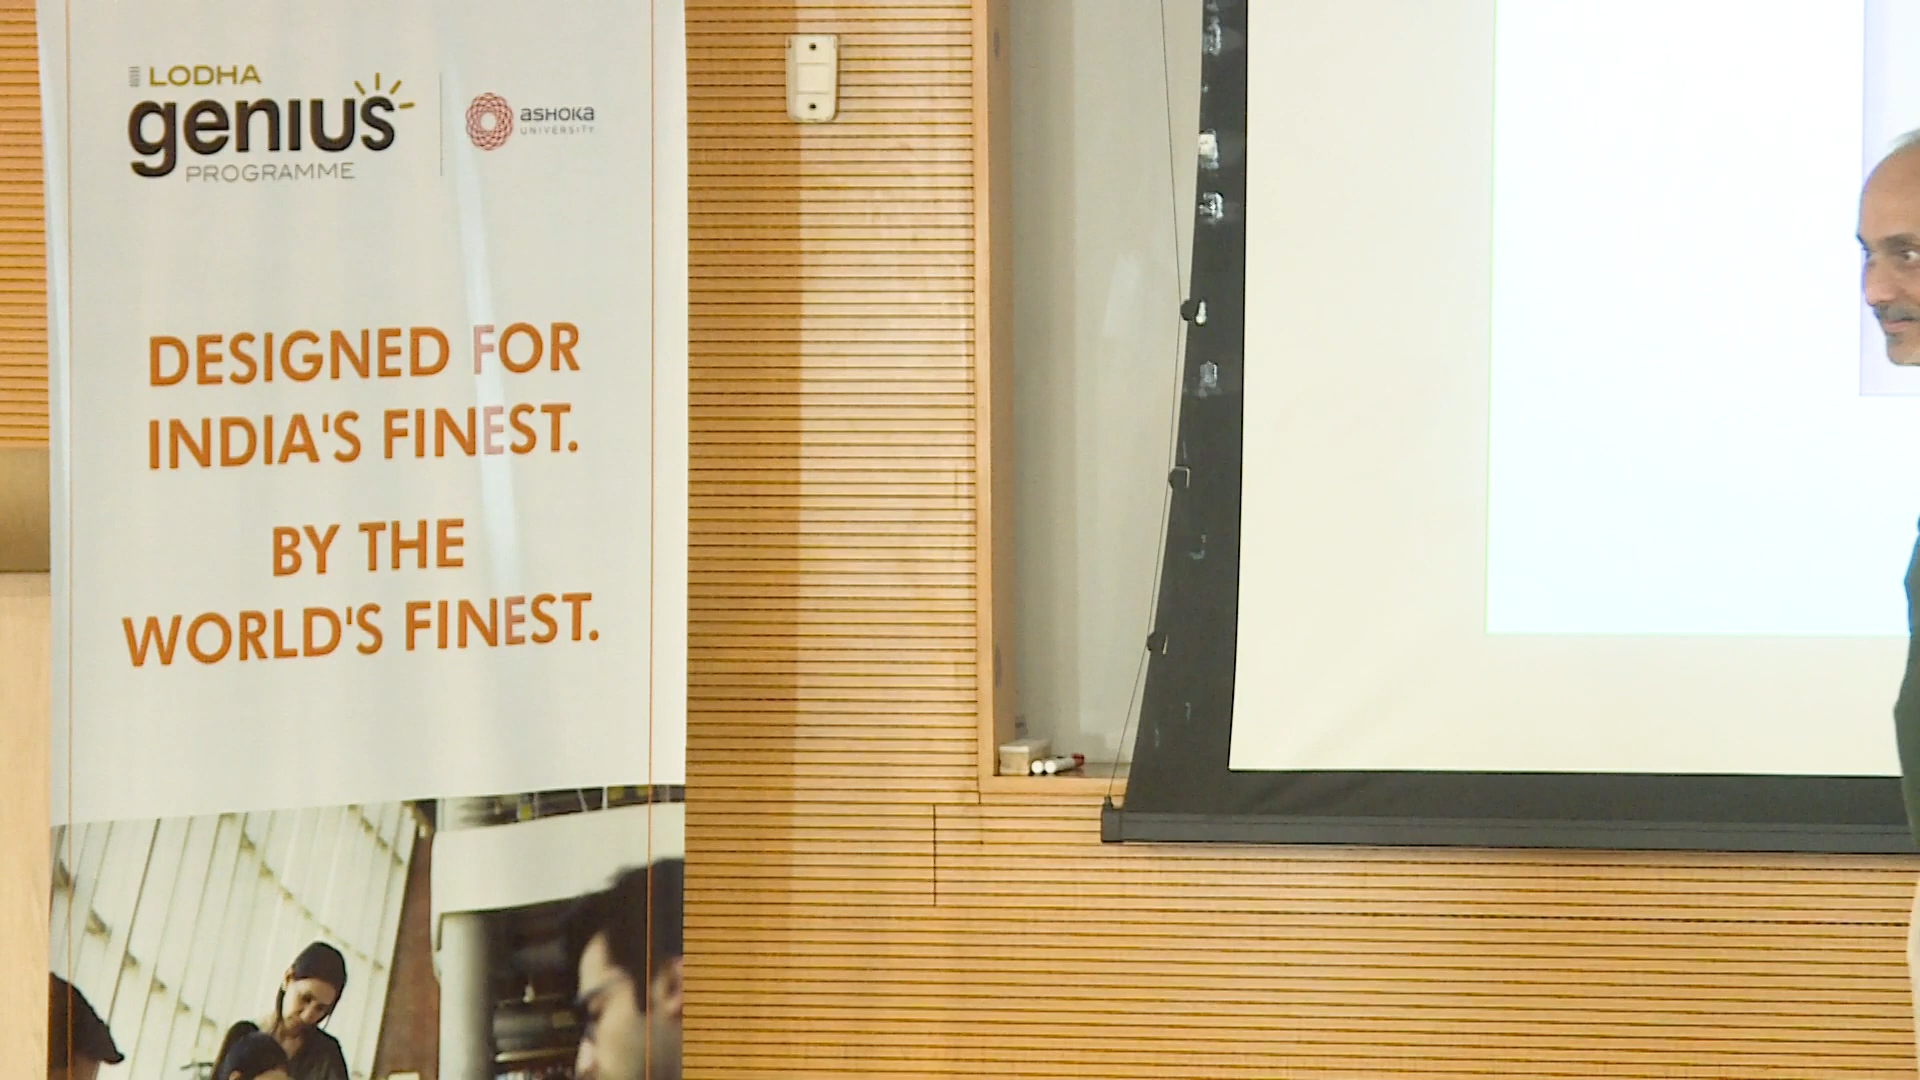 LODHA
genius
PROGRAMME
ASHOKA
UNIVERSITY
DESIGNED FOR
INDIA'S FINEST.
BY THE
WORLD'S FINEST.